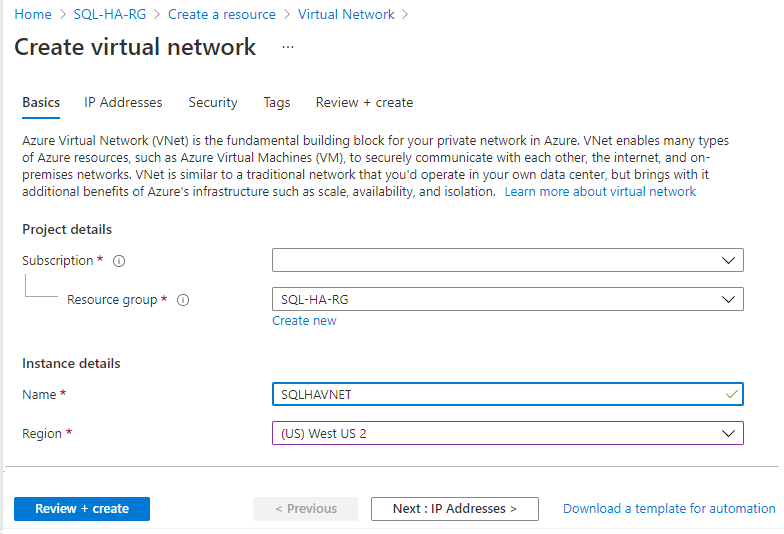 Home > SQL-HA-RG > Create a resource > Virtual Network >
Create virtual network ...
Basics IP Addresses Security Tags Review + create
Azure Virtual Network (VNet) is the fundamental building block for your private network in Azure. VNet enables many types
of Azure resources, such as Azure Virtual Machines (VM), to securely communicate with each other, the internet, and on-
premises networks. VNet is similar to a traditional network that you'd operate in your own data center, but brings with it
additional benefits of Azure's infrastructure such as scale, availability, and isolation. Learn more about virtual network
Project details
Subscription *
Resource group * SQL-HA-RG
Create new
Instance details
Name * SQLHAVNET
Region * (US) West US 2
Review + create < Previous Next : IP Addresses > Download a template for automation